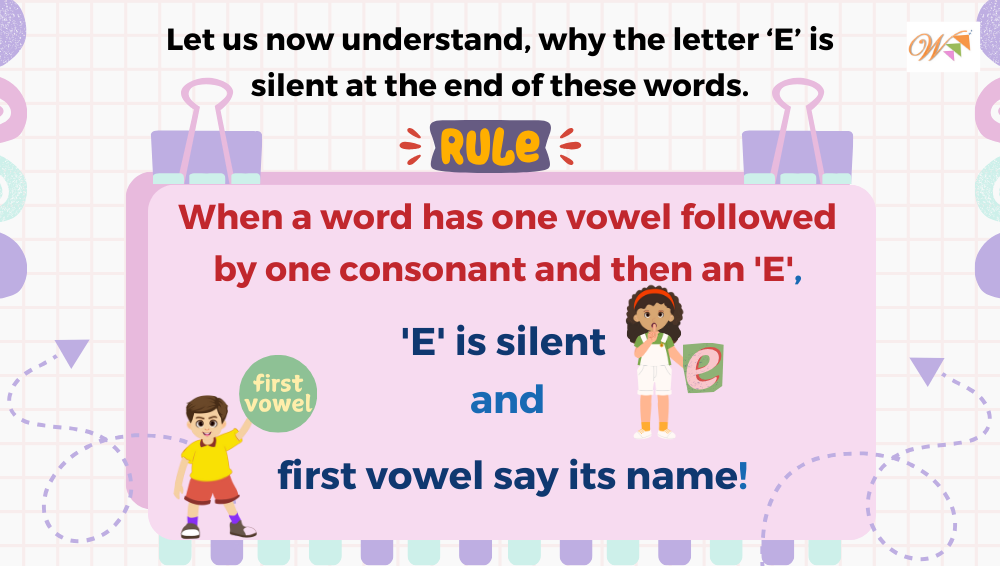 Let us now understand, why the letter ‘E’ is
silent at the end of these words.
W
RULe
When a word has one vowel followed
by one consonant and then an 'E',
'E' is silent
e
and
first
vowel
first vowel say its name!